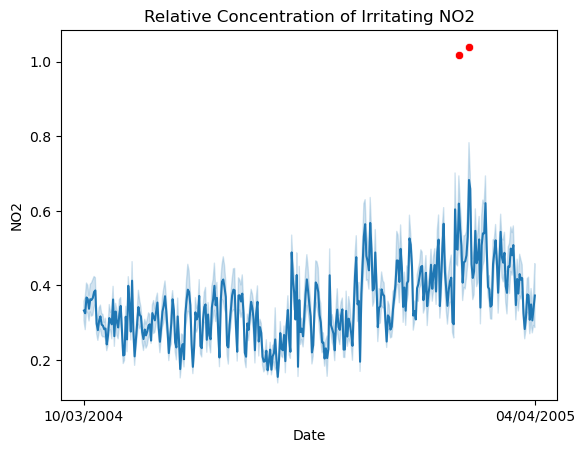 Relative Concentration of Irritating NO2
1.0
0.8
0.6
0.4
0.2
NO2
10/03/2004
04/04/2005
Date